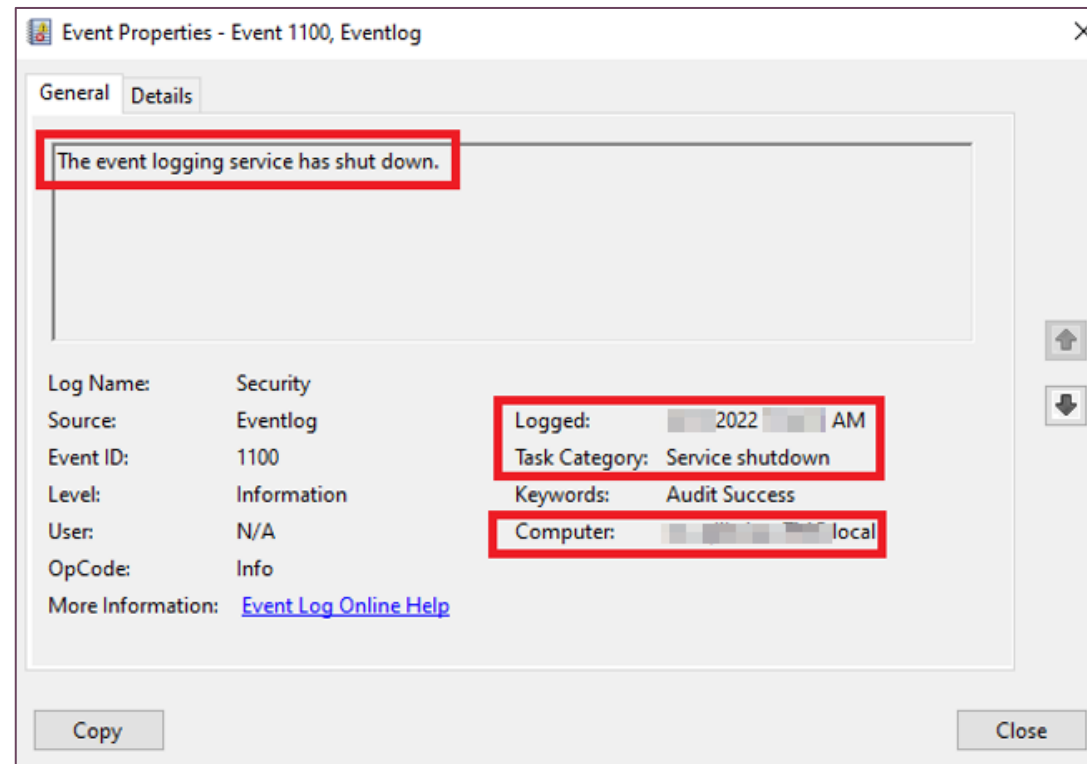 Event Properties - Event 1100, Eventlog
General Details
The event logging service has shut down.
Log Name: Security
Source: Eventlog Logged: 2022 AM
Event ID: 1100 Task Category: Service shutdown
Level: Information Keywords: Audit Success
User: N/A Computer: local
OpCode: Info
More Information: Event Log Online Help
Copy Close